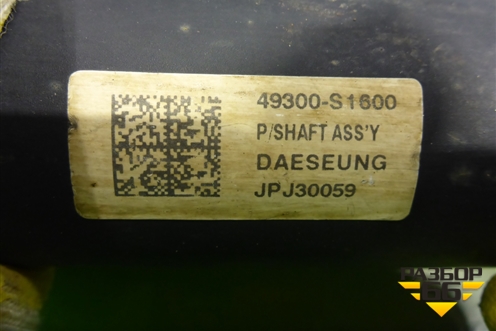 49300-S1600
P/SHAFT ASS'Y
DAESEUNG
JPJ30059
РАЗБОР
66